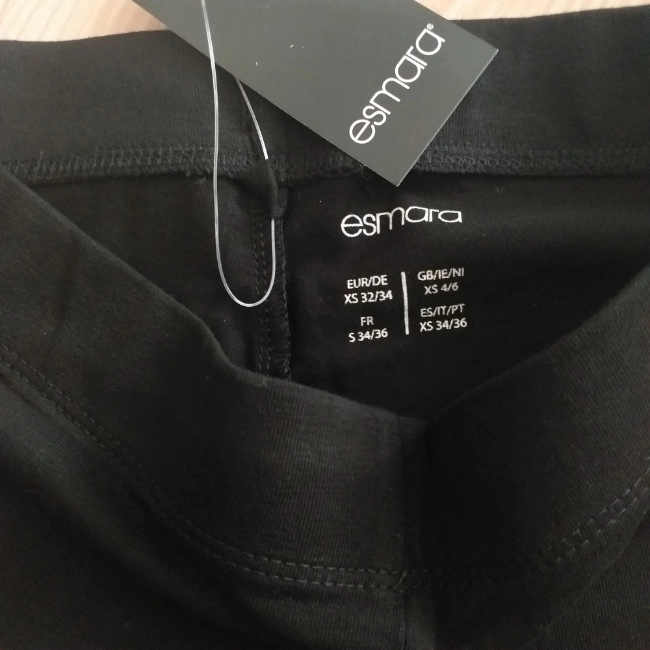 esmara®
esmara
EUR/DE
XS 32/34
FR
S 34/36
GB/IE/NI
XS 4/6
ES/IT/PT
XS 34/36